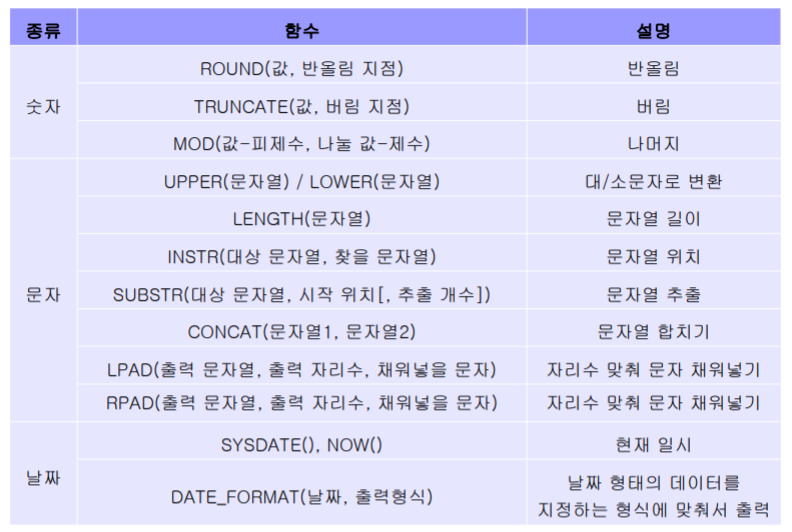 종류 함수 설명
숫자
ROUND(값, 반올림 지점) 반올림
TRUNCATE(값, 버림 지점) 버림
MOD(값-피제수, 나눌 값-제수) 나머지
문자
UPPER(문자열) / LOWER(문자열) 대/소문자로 변환
LENGTH(문자열) 문자열 길이
INSTR(대상 문자열, 찾을 문자열) 문자열 위치
SUBSTR(대상 문자열, 시작 위치[, 추출 개수]) 문자열 추출
CONCAT(문자열1, 문자열2) 문자열 합치기
LPAD(출력 문자열, 출력 자리수, 채워넣을 문자) 자리수 맞춰 문자 채워넣기
RPAD(출력 문자열, 출력 자리수, 채워넣을 문자) 자리수 맞춰 문자 채워넣기
날짜
SYSDATE(), NOW() 현재 일시
DATE_FORMAT(날짜, 출력형식) 날짜 형태의 데이터를
지정하는 형식에 맞춰서 출력